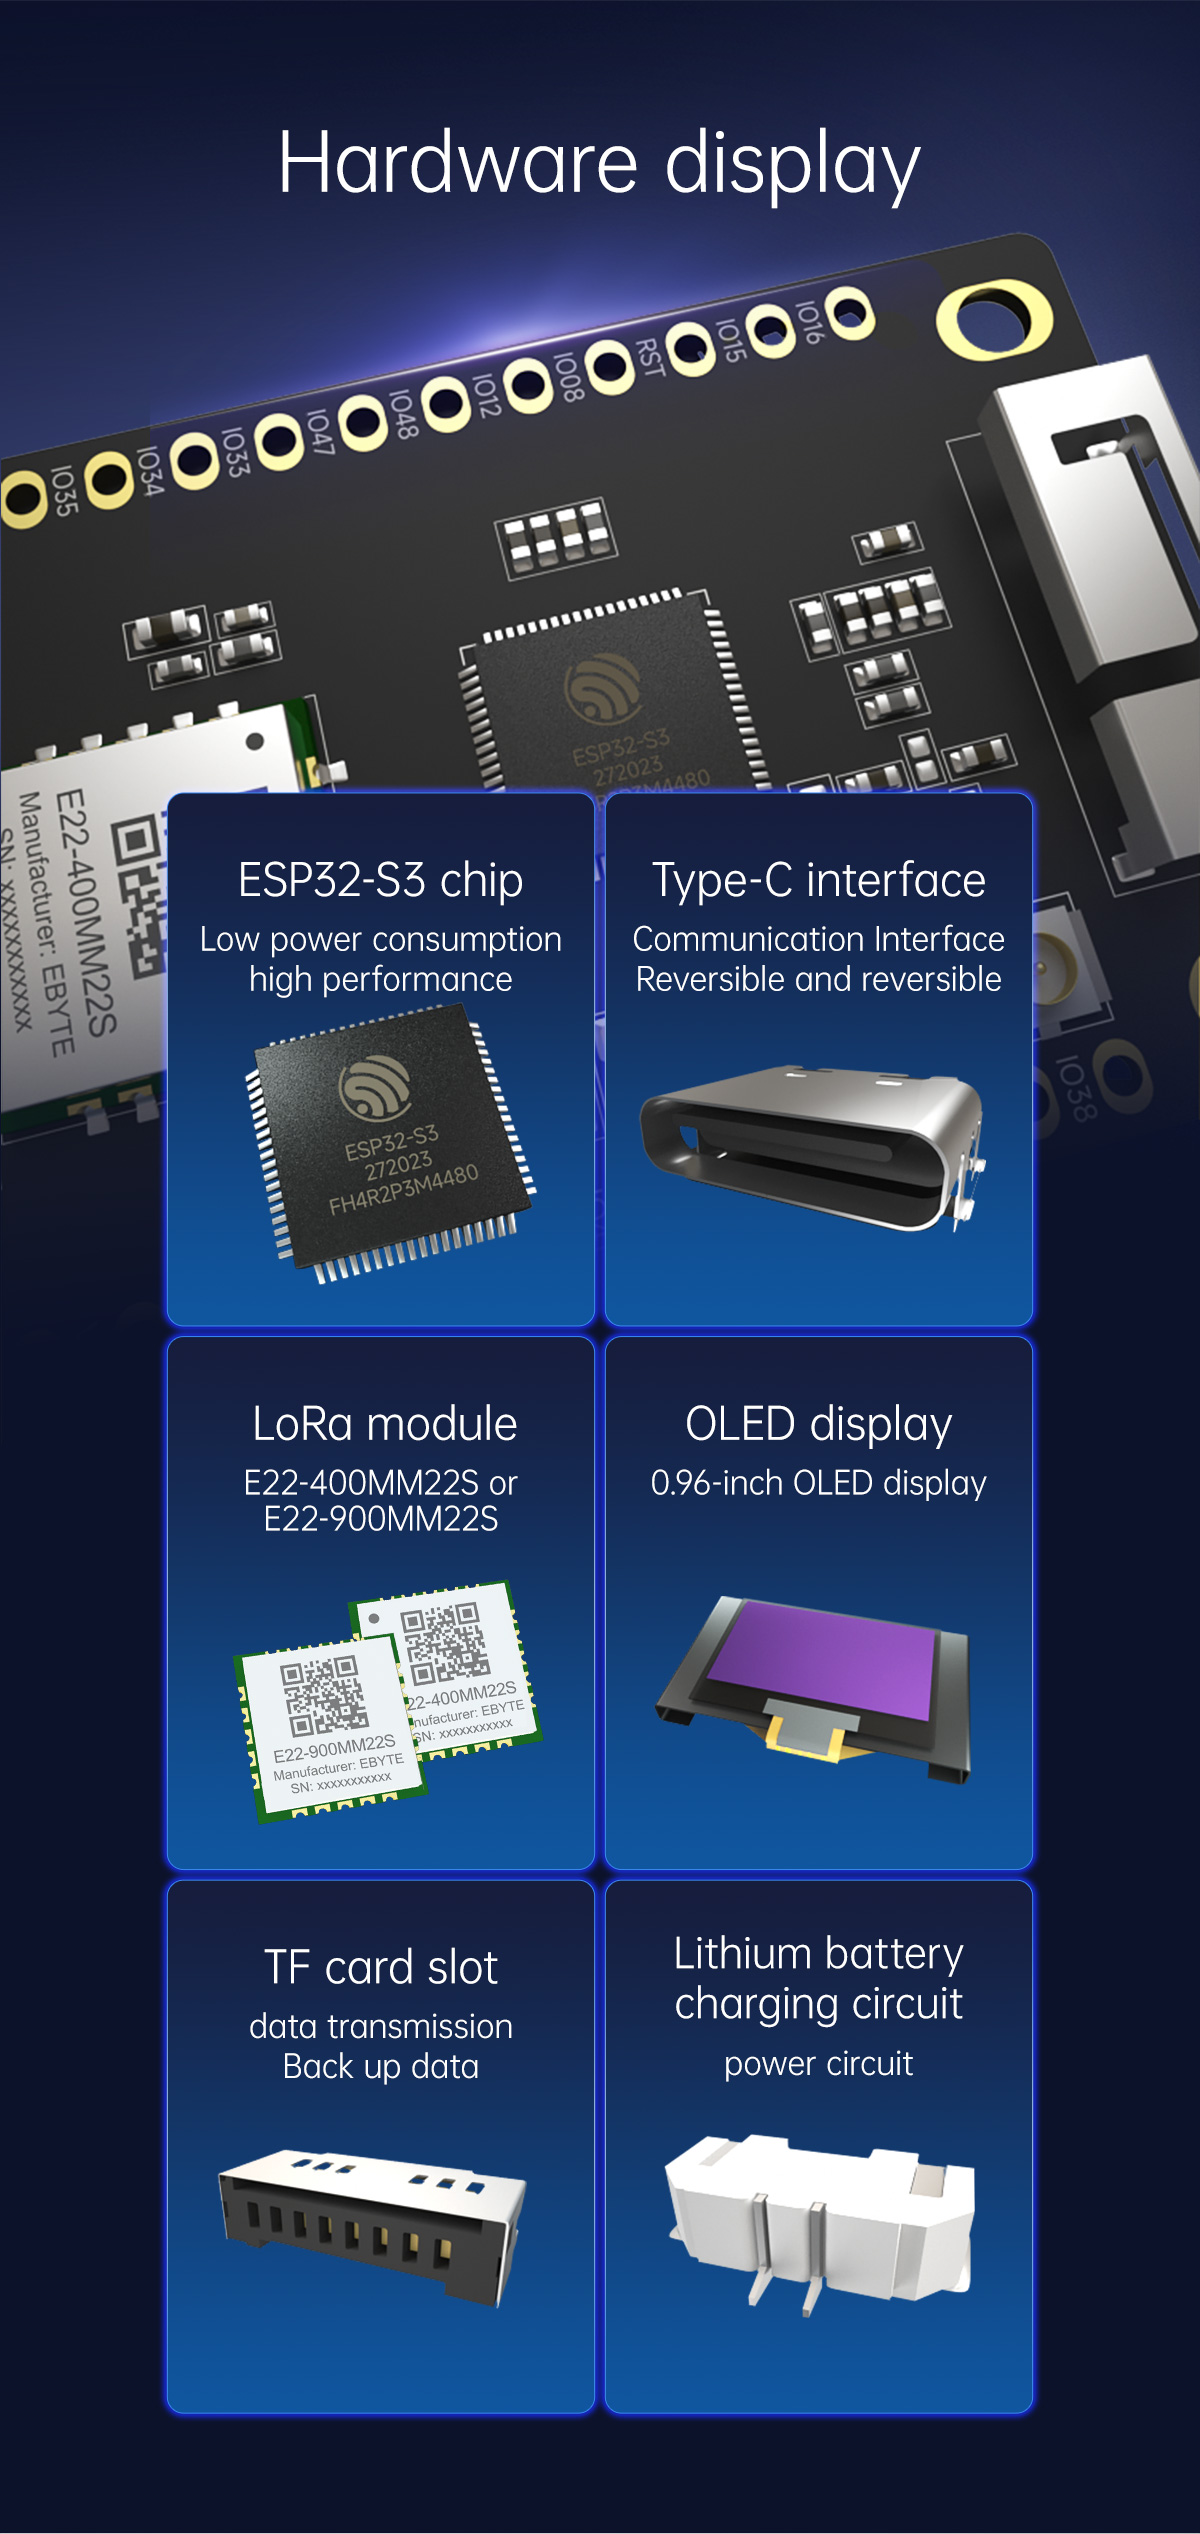 Hardware display
IO16
IO15
RST
IO08
IO12
IO48
IO47
IO33
IO34
IO35
ESP32-S3
272023
P3M4480
E22-400MM22S
Manufacturer: EBYTE
SN: xxxxxxxxxxx
IO38
ESP32-S3 chip
Low power consumption
high performance
ESP32-S3
272023
FH4R2P3M4480
Type-C interface
Communication Interface
Reversible and reversible
LoRa module
E22-400MM22S or
E22-900MM22S
22-400MM22S
nufacturer: EBYTE
SN: xxxxxxxxxxx
E22-900MM22S
Manufacturer: EBYTE
SN: xxxxxxxxxxx
OLED display
0.96-inch OLED display
TF card slot
data transmission
Back up data
Lithium battery
charging circuit
power circuit